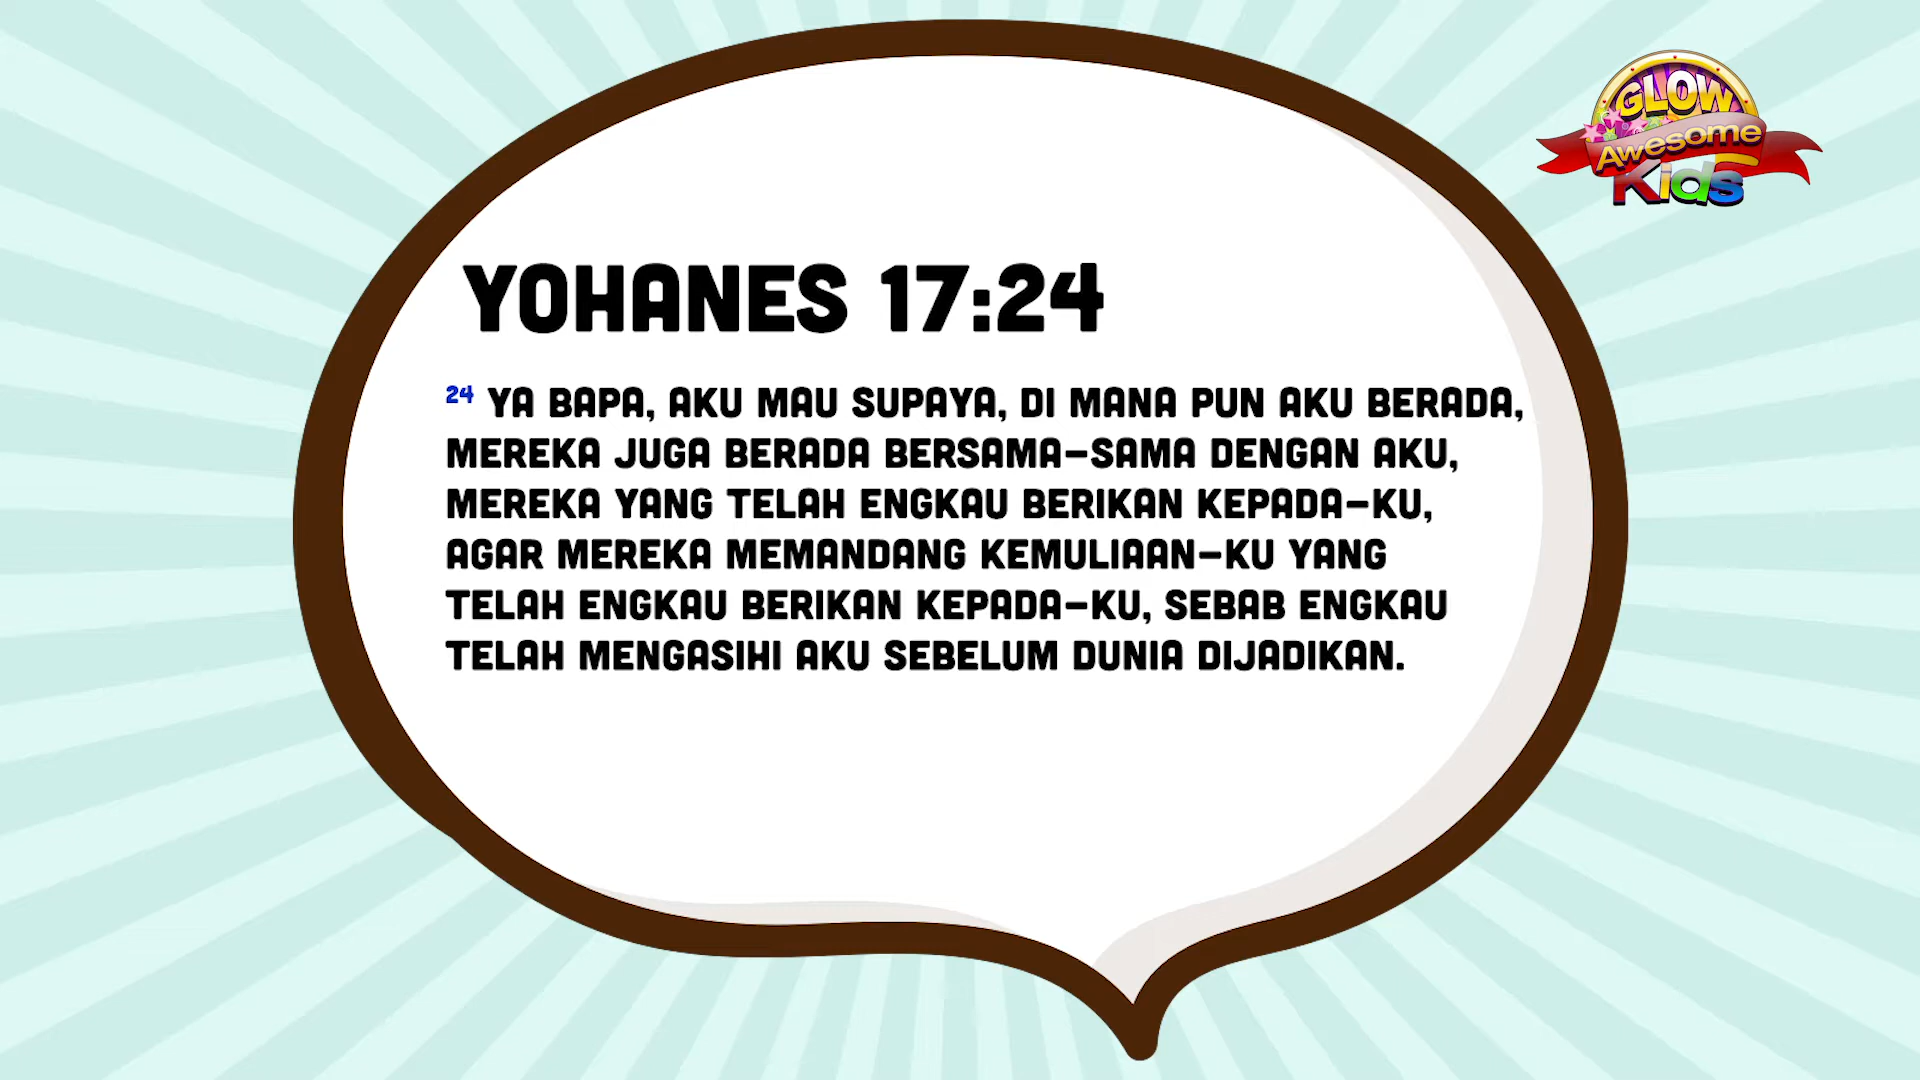 GLOW
Awesome
Kids
YOHANES 17:24
24 YA BAPA, AKU MAU SUPAYA, DI MANA PUN AKU BERADA,
MEREKA JUGA BERADA BERSAMA-SAMA DENGAN AKU,
MEREKA YANG TELAH ENGKAU BERIKAN KEPADA-KU,
AGAR MEREKA MEMANDANG KEMULIAAN-KU YANG
TELAH ENGKAU BERIKAN KEPADA-KU, SEBAB ENGKAU
TELAH MENGASIHI AKU SEBELUM DUNIA DIJADIKAN.